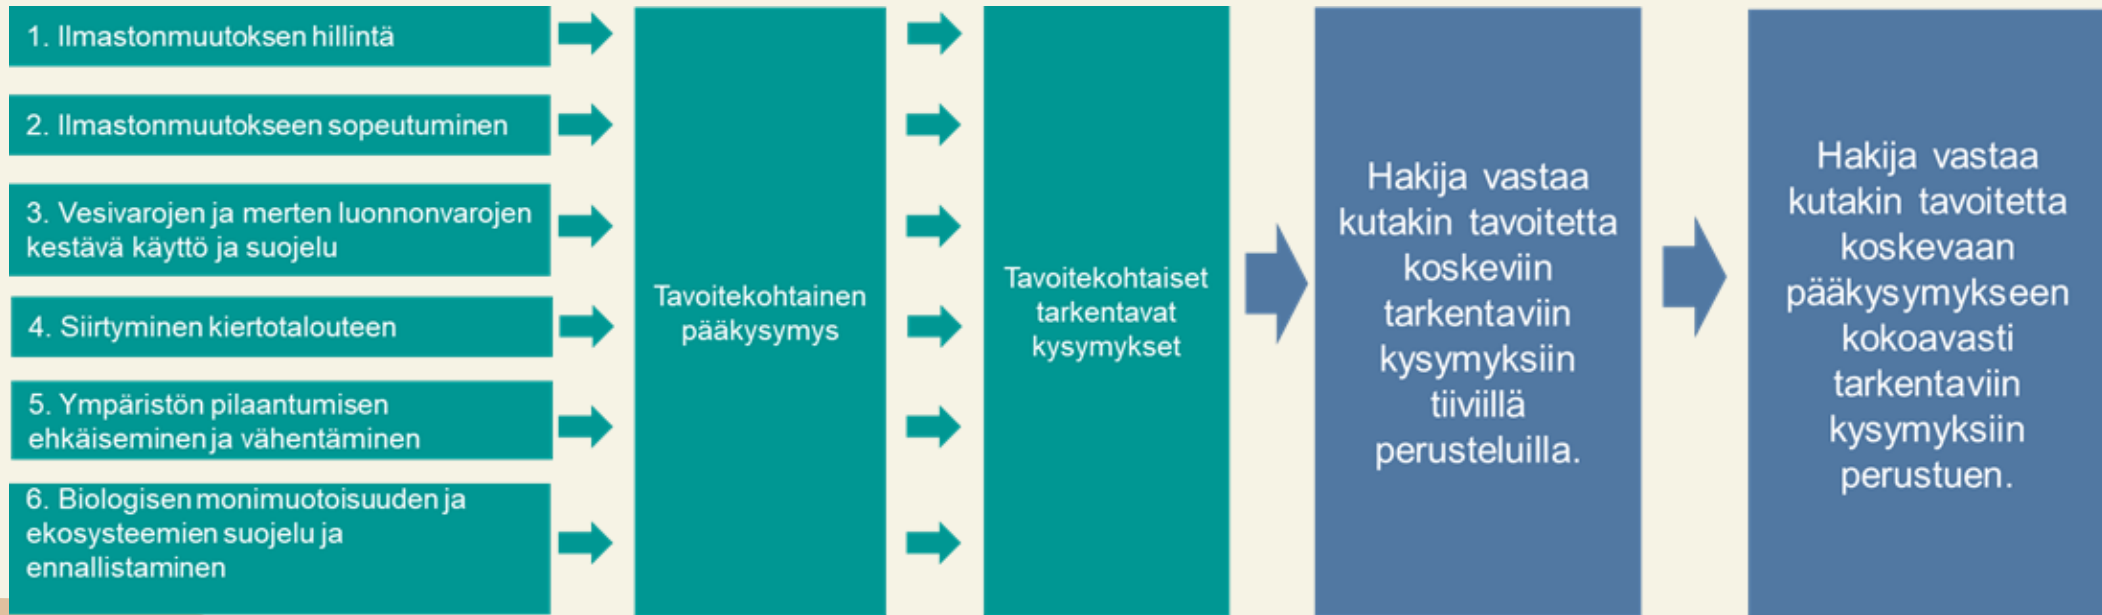 1. Ilmastonmuutoksen hillintä
2. Ilmastonmuutokseen sopeutuminen
3. Vesivarojen ja merten luonnonvarojen
kestävä käyttö ja suojelu
4. Siirtyminen kiertotalouteen
5. Ympäristön pilaantumisen
ehkäiseminen ja vähentäminen
6. Biologisen monimuotoisuuden ja
ekosysteemien suojelu ja
ennallistaminen
Tavoitekohtainen
pääkysymys
Tavoitekohtaiset
tarkentavat
kysymykset
Hakija vastaa
kutakin tavoitetta
koskeviin
tarkentaviin
kysymyksiin
tiiviillä
perusteluilla.
Hakija vastaa
kutakin tavoitetta
koskevaan
pääkysymykseen
kokoavasti
tarkentaviin
kysymyksiin
perustuen.